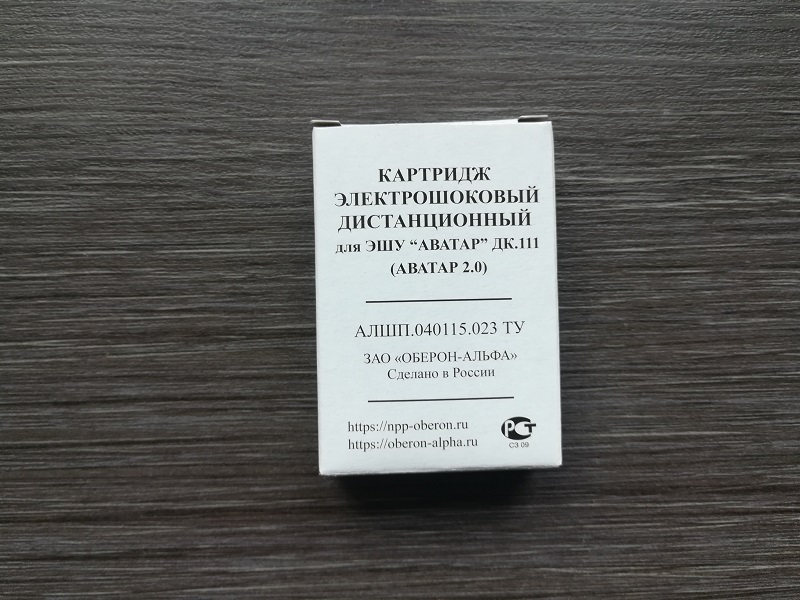 КАРТРИДЖ
ЭЛЕКТРОШОКОВЫЙ
ДИСТАНЦИОННЫЙ
для ЭШУ “АВАТАР” ДК.111
(АВАТАР 2.0)
АЛШП.040115.023 ТУ
ЗАО «ОБЕРОН-АЛЬФА»
Сделано в России
https://npp-oberon.ru
https://oberon-alpha.ru
РСТ
СЗ 09